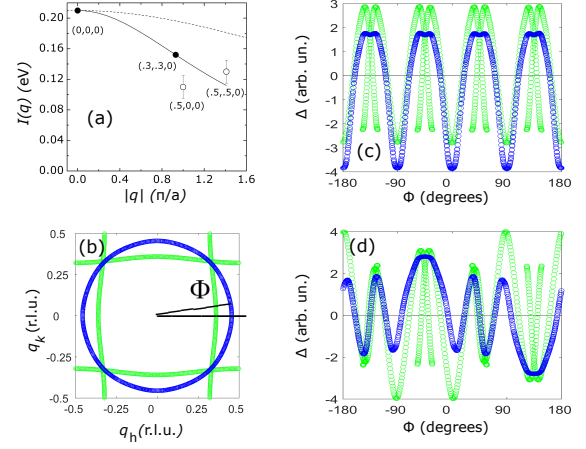 0.20
0.16
0.12
0.08
0.04
0.00
I(q) (eV)
(0,0,0)
(.3,.3,0)
(.5,0,0)
(.5,.5,0)
(a)
0.0 0.4 0.8 1.2 1.6
|q| (π/a)
3
2
1
0
-1
-2
-3
-4
Δ (arb. un.)
(c)
-180 -90 0 90 180
Φ (degrees)
0.5
0.25
0
-0.25
-0.5
q_k (r.l.u.)
(b)
Φ
-0.5 -0.25 0 0.25 0.5
q_h (r.l.u.)
4
2
0
-2
-4
Δ (arb. un.)
(d)
-180 -90 0 90 180
Φ (degrees)